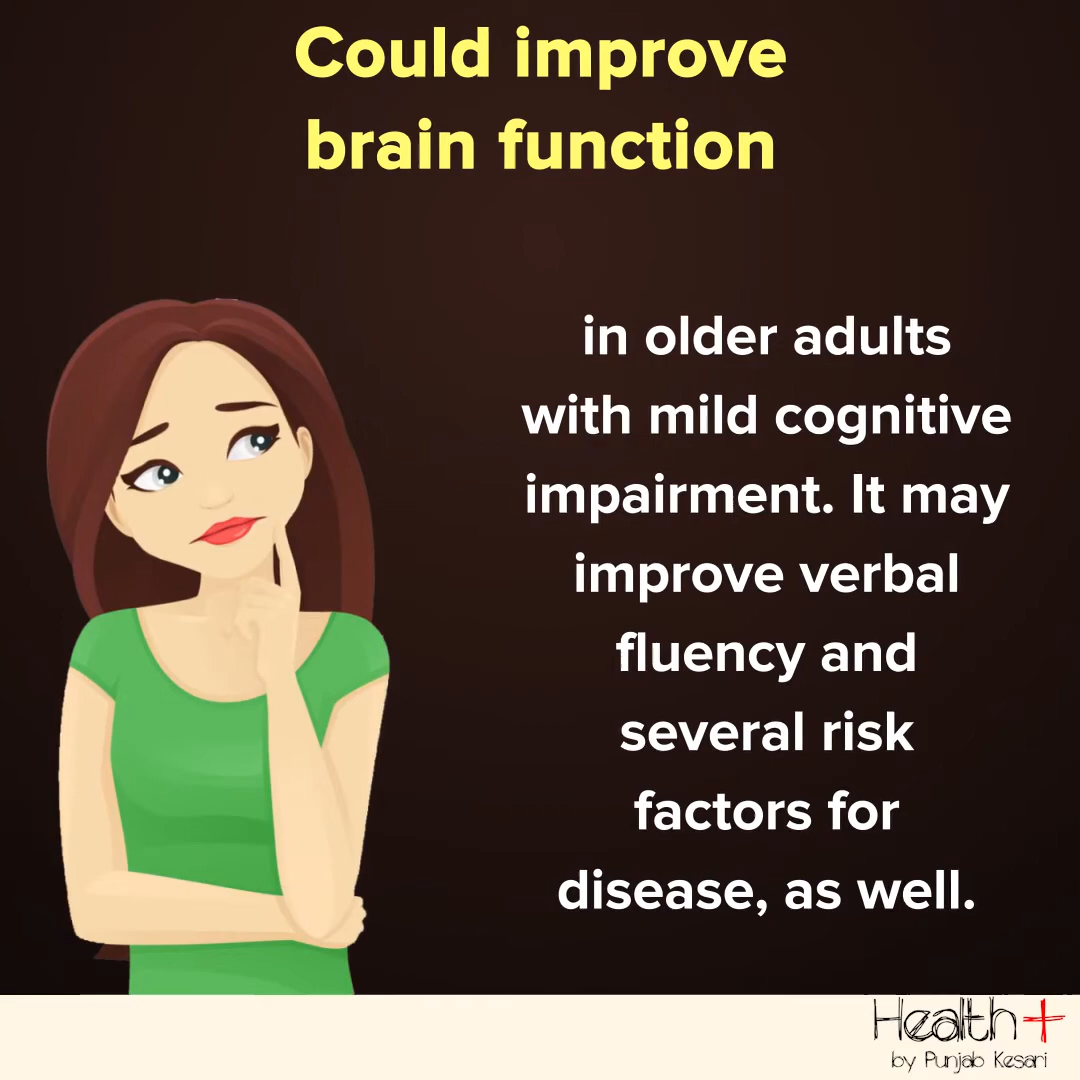 Could improve
brain function
in older adults
with mild cognitive
impairment. It may
improve verbal
fluency and
several risk
factors for
disease, as well.
Health+
by Punjab Kesari